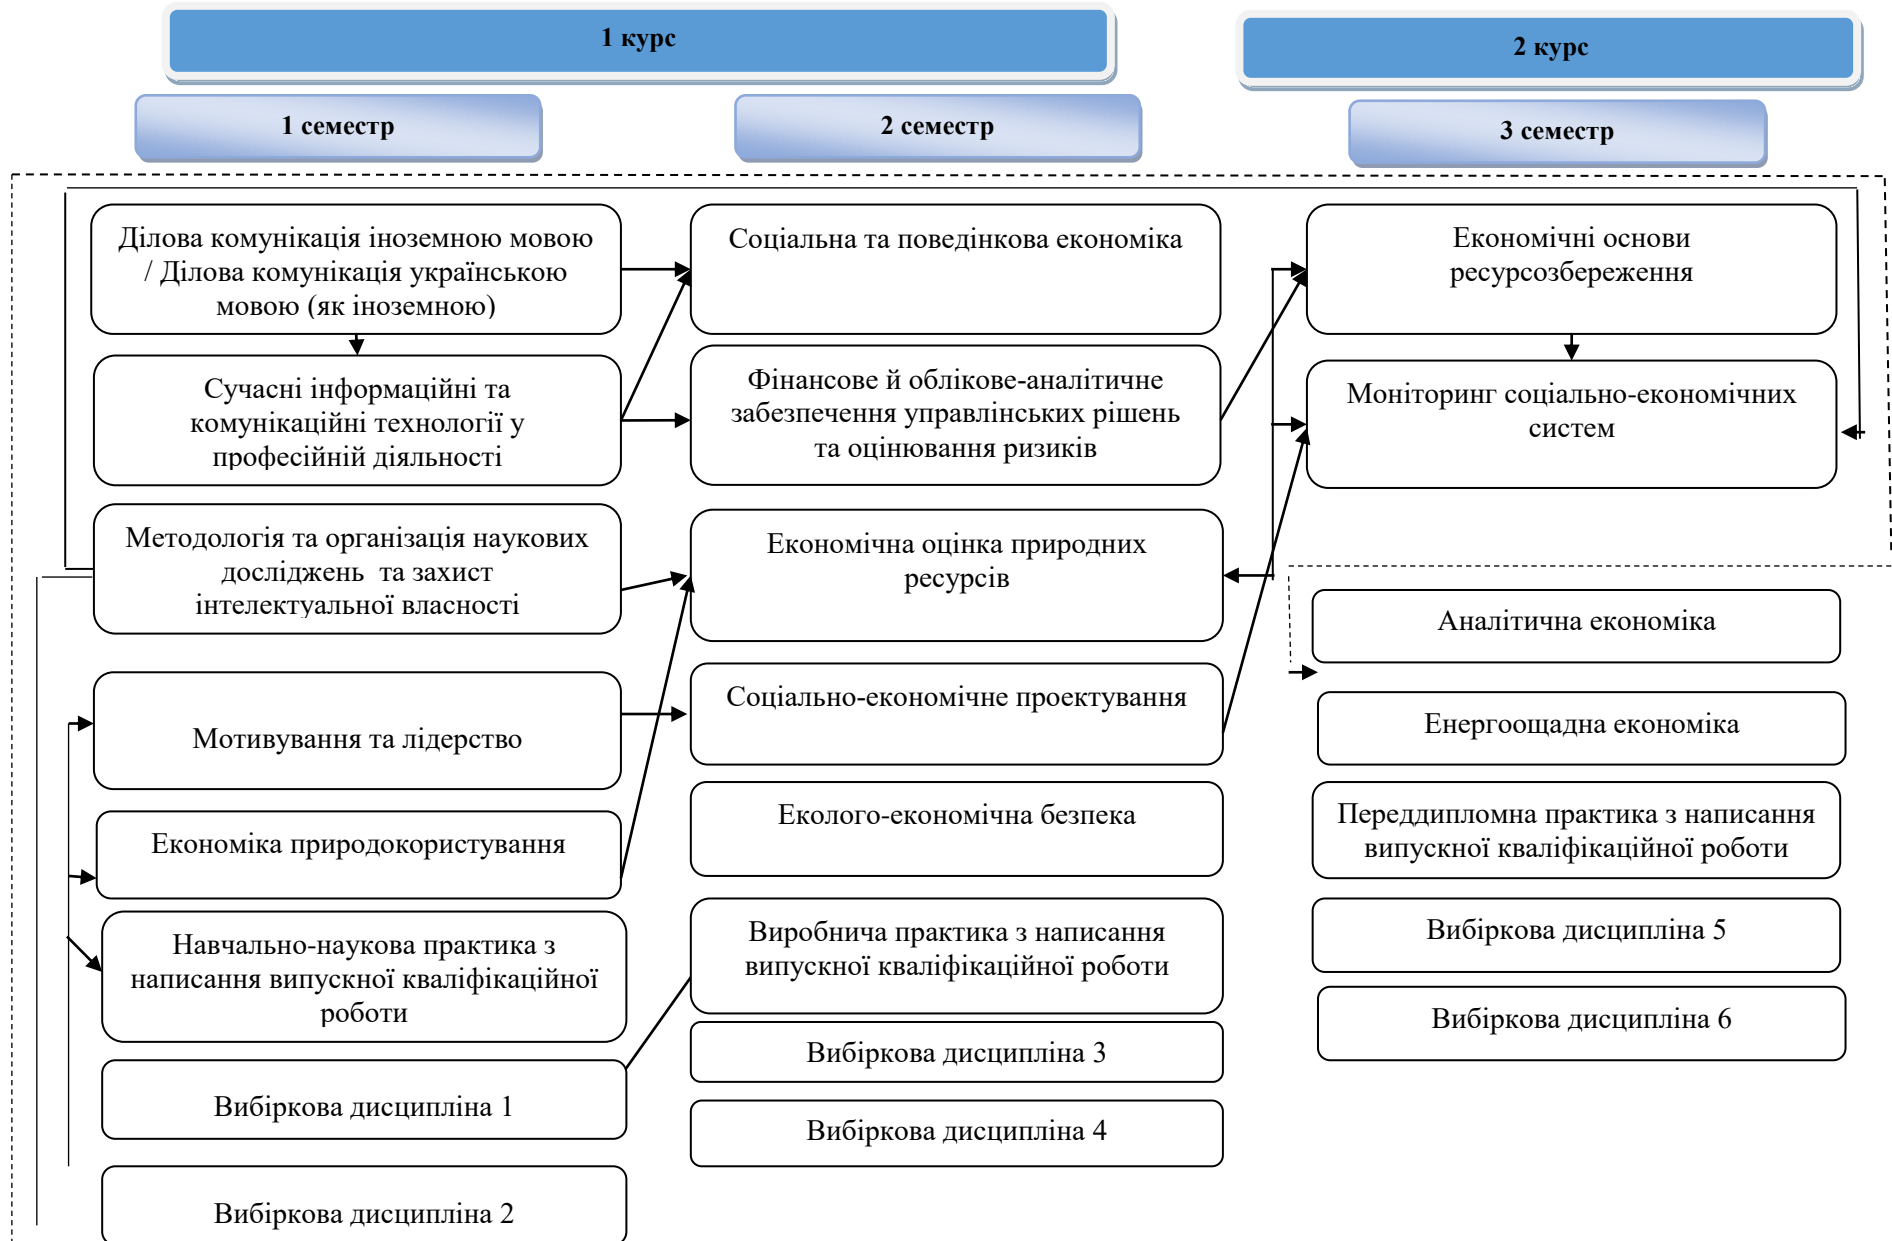 1 курс
2 курс
1 семестр
2 семестр
3 семестр
Ділова комунікація іноземною мовою
/ Ділова комунікація українською
мовою (як іноземною)
Сучасні інформаційні та
комунікаційні технології у
професійній діяльності
Методологія та організація наукових
досліджень та захист
інтелектуальної власності
Мотивування та лідерство
Економіка природокористування
Навчально-наукова практика з
написання випускної кваліфікаційної
роботи
Вибіркова дисципліна 1
Вибіркова дисципліна 2
Соціальна та поведінкова економіка
Фінансове й облікове-аналітичне
забезпечення управлінських рішень
та оцінювання ризиків
Економічна оцінка природних
ресурсів
Соціально-економічне проектування
Еколого-економічна безпека
Виробнича практика з написання
випускної кваліфікаційної роботи
Вибіркова дисципліна 3
Вибіркова дисципліна 4
Економічні основи
ресурсозбереження
Моніторинг соціально-економічних
систем
Аналітична економіка
Енергоощадна економіка
Переддипломна практика з написання
випускної кваліфікаційної роботи
Вибіркова дисципліна 5
Вибіркова дисципліна 6